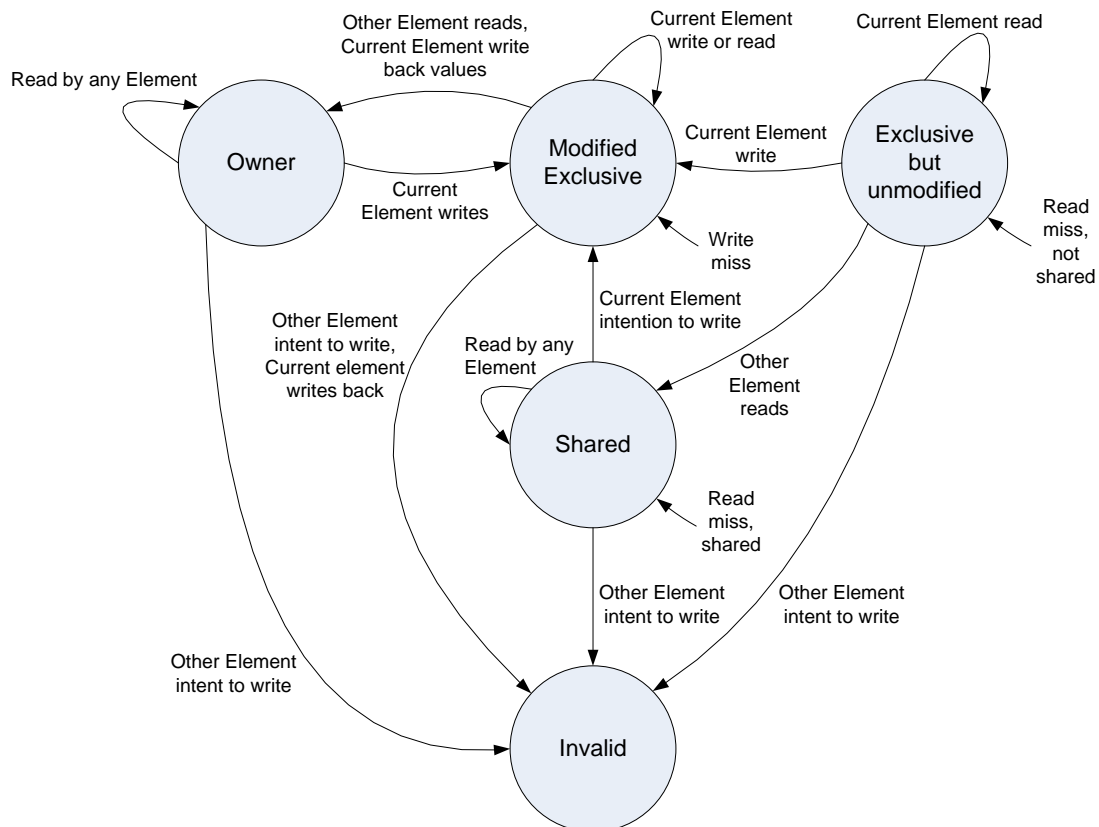 Other Element reads,
Current Element write
back values
Current Element
write or read
Current Element read
Read by any Element
Owner
Modified
Exclusive
Current Element
write
Exclusive
but
unmodified
Current
Element writes
Write
miss
Read
miss,
not
shared
Other Element
intent to write,
Current element
writes back
Current Element
intention to write
Read by any
Element
Other
Element
reads
Shared
Read
miss,
shared
Other Element
intent to write
Other Element
intent to write
Other Element
intent to write
Invalid